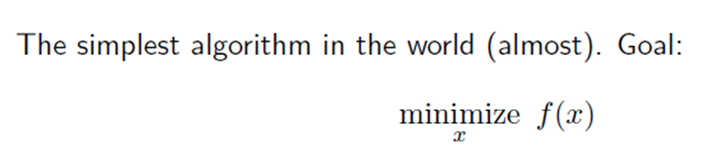 The simplest algorithm in the world (almost). Goal:
minimize f(x)
x